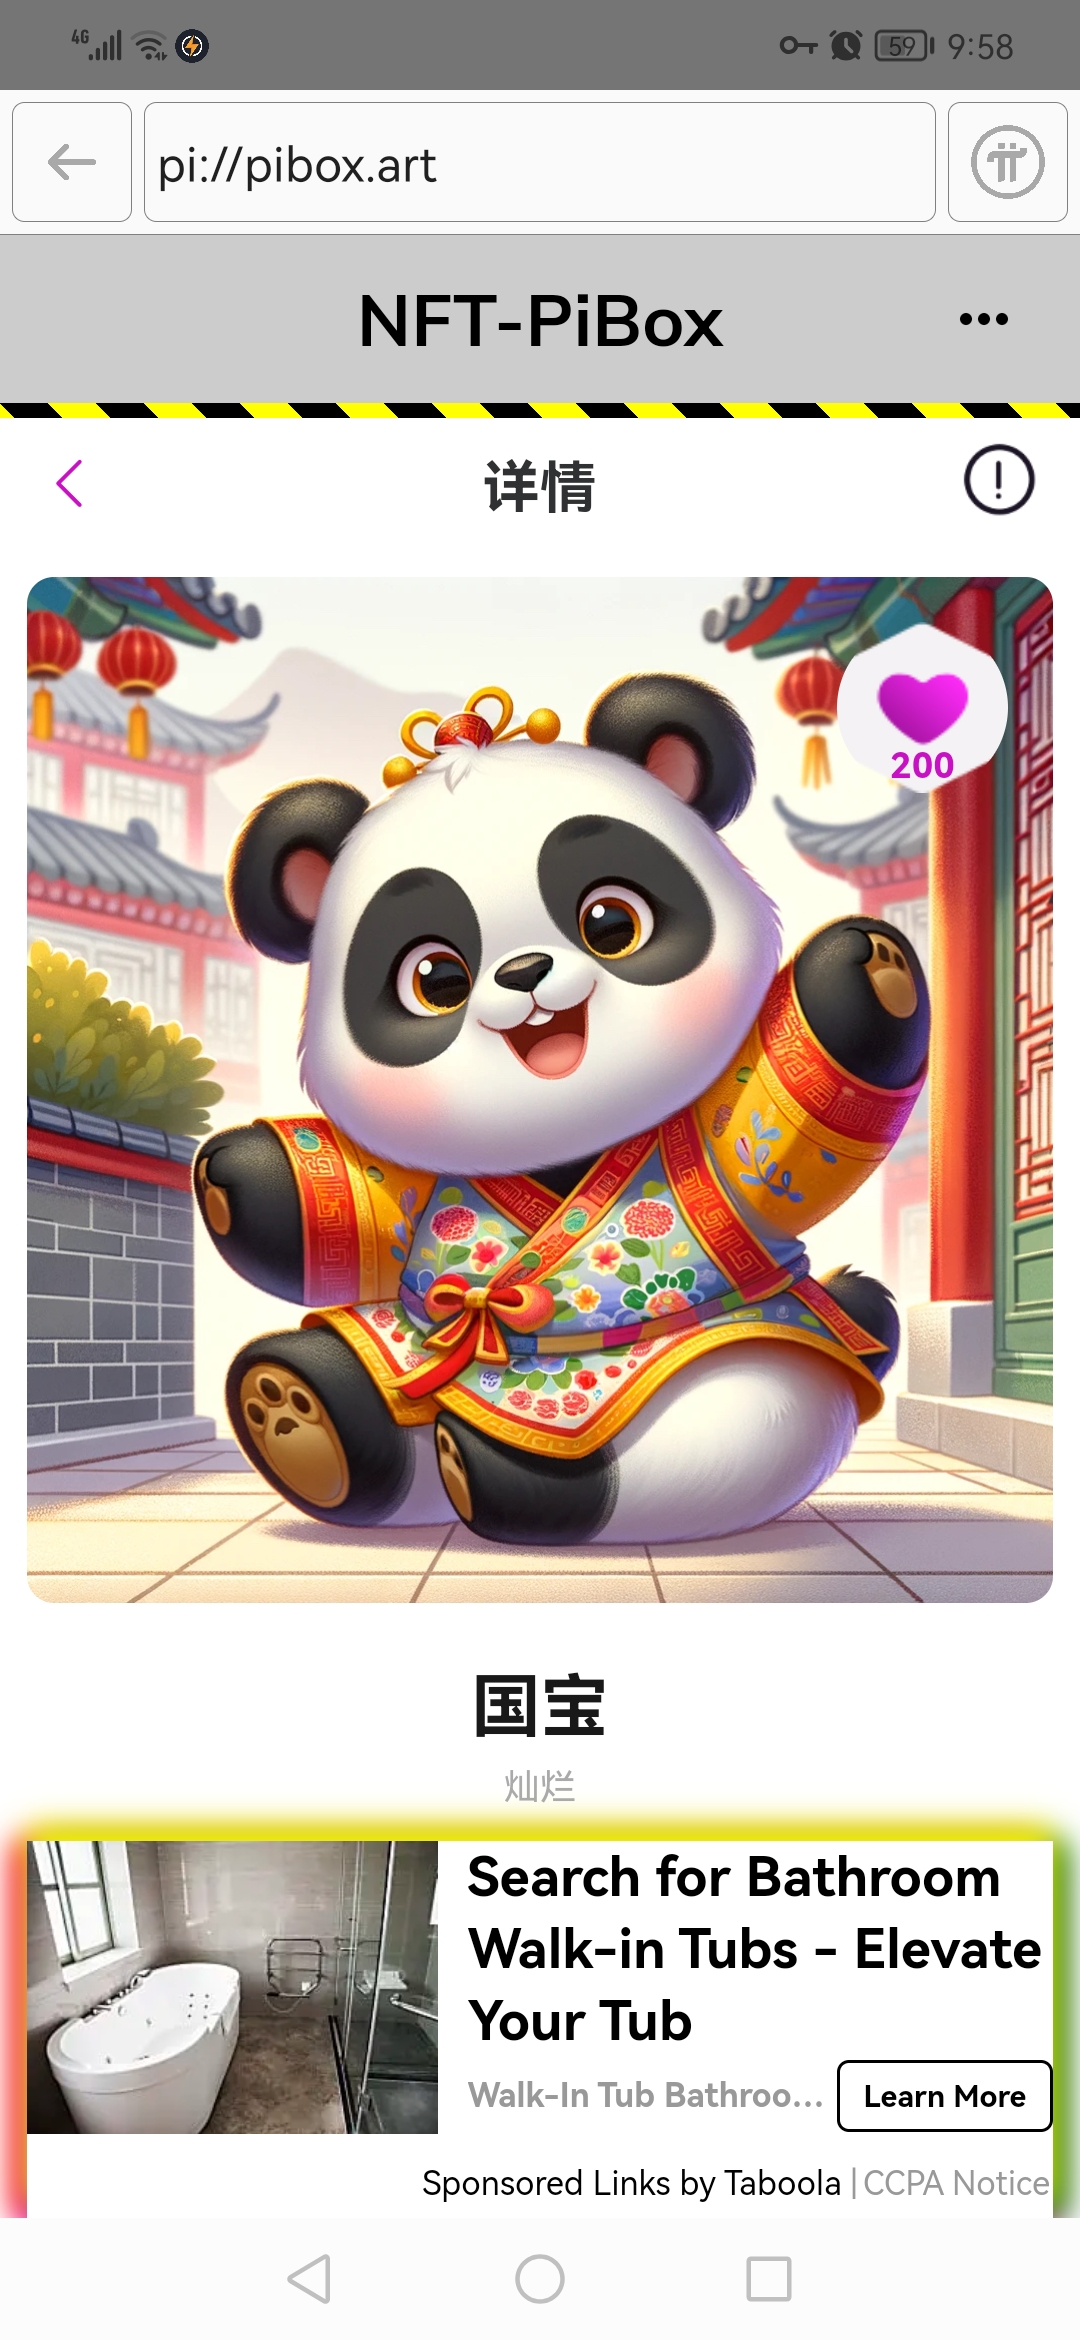 4G
59
9:58
pi://pibox.art
NFT-PiBox
详情
200
国宝
灿烂
Search for Bathroom
Walk-in Tubs - Elevate
Your Tub
Walk-In Tub Bathroo...
Learn More
Sponsored Links by Taboola | CCPA Notice